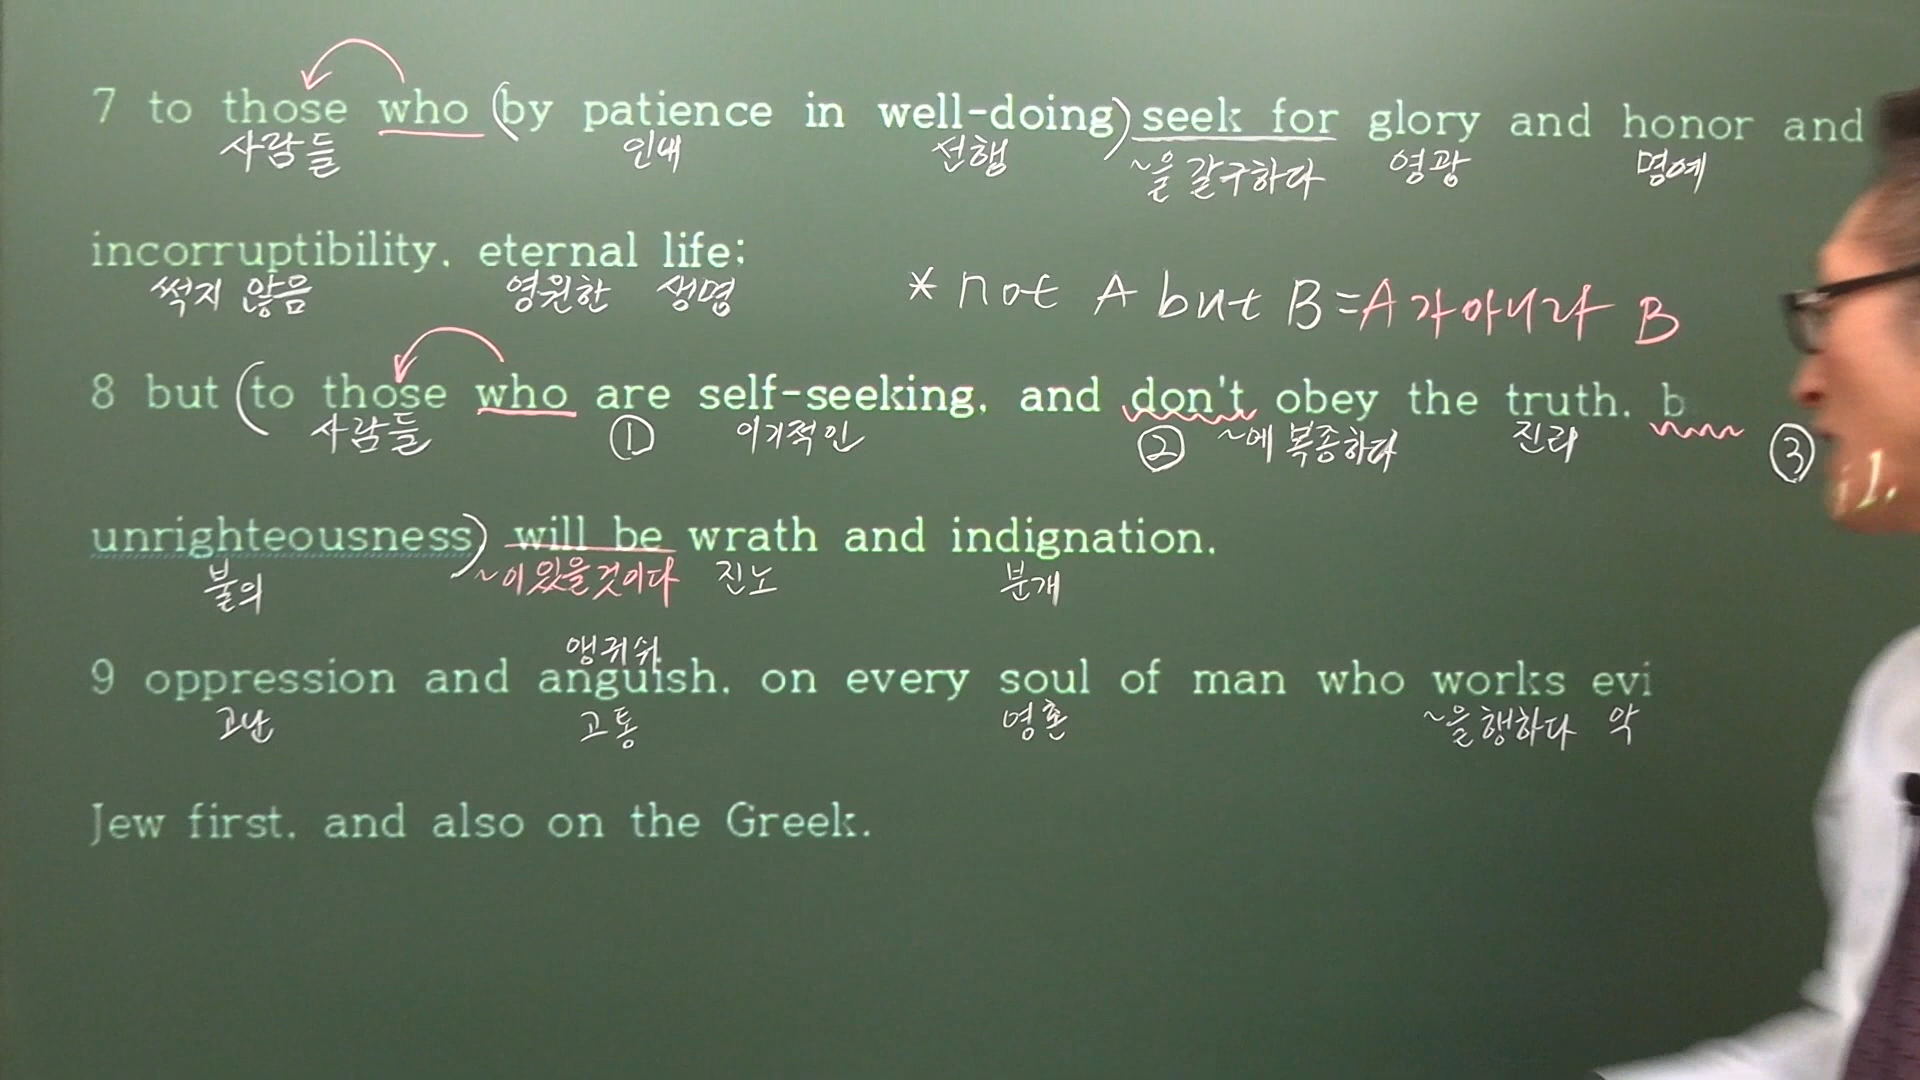 7 to those who (by patience in well-doing) seek for glory and honor and
사람들 인내 선행 ~을 갈구하다 영광 명예
incorruptibility, eternal life;
썩지 않음 영원한 생명
* not A but B = A가 아니라 B
8 but (to those who are self-seeking, and don't obey the truth, b
사람들 ① 이기적인 ② ~에 복종하다 진리 ③
unrighteousness) will be wrath and indignation,
불의 ~이 있을것이다 진노 분개
앵귀쉬
9 oppression and anguish, on every soul of man who works evi
고난 고통 영혼 ~을 행하다 악
Jew first, and also on the Greek.